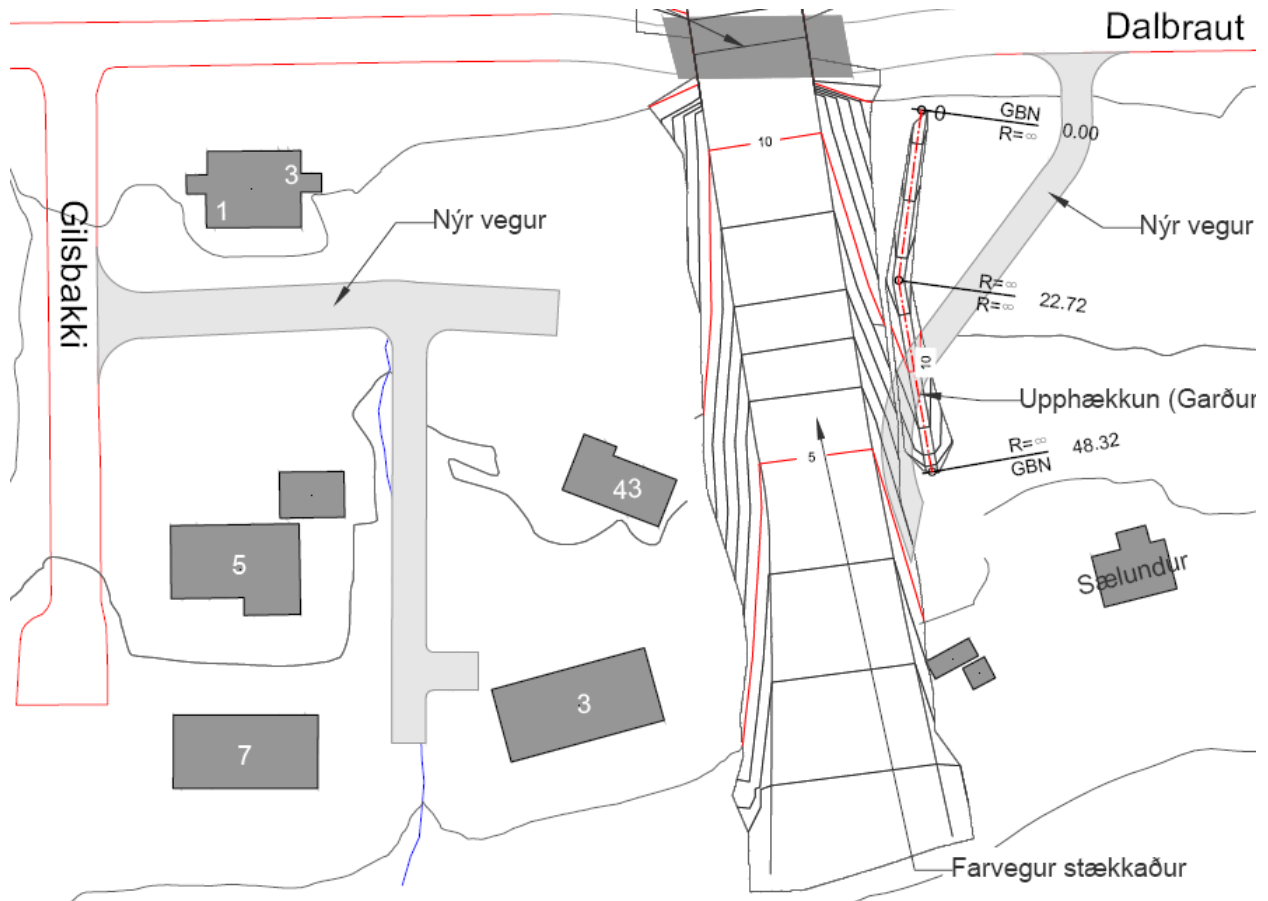 Dalbraut
GBN
R=∞
0.00
0
10
3
1
Gilsbakki
Nýr vegur
Nýr vegur
R=∞
R=∞
22.72
10
Upphækkun (Garður
R=∞
GBN
48.32
5
43
5
Sælundur
3
7
Farvegur stækkaður